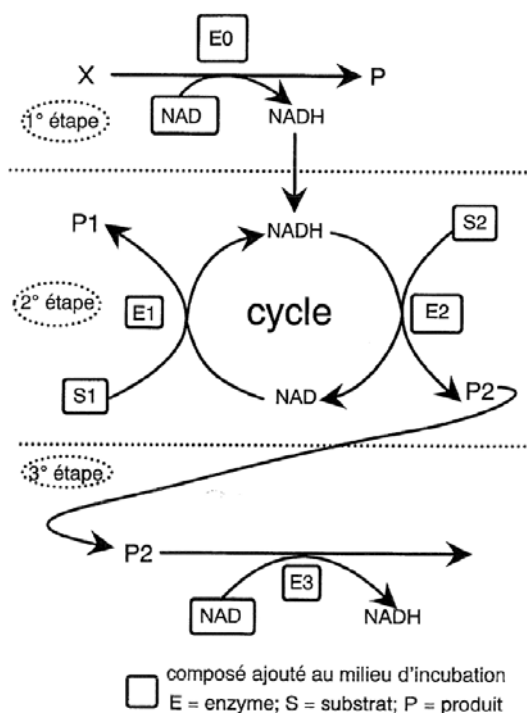 E0
X
P
NAD
NADH
1° étape
NADH
P1
S2
2° étape
E1
cycle
E2
S1
NAD
P2
3° étape
P2
E3
NAD
NADH
composé ajouté au milieu d'incubation
E = enzyme; S = substrat; P = produit